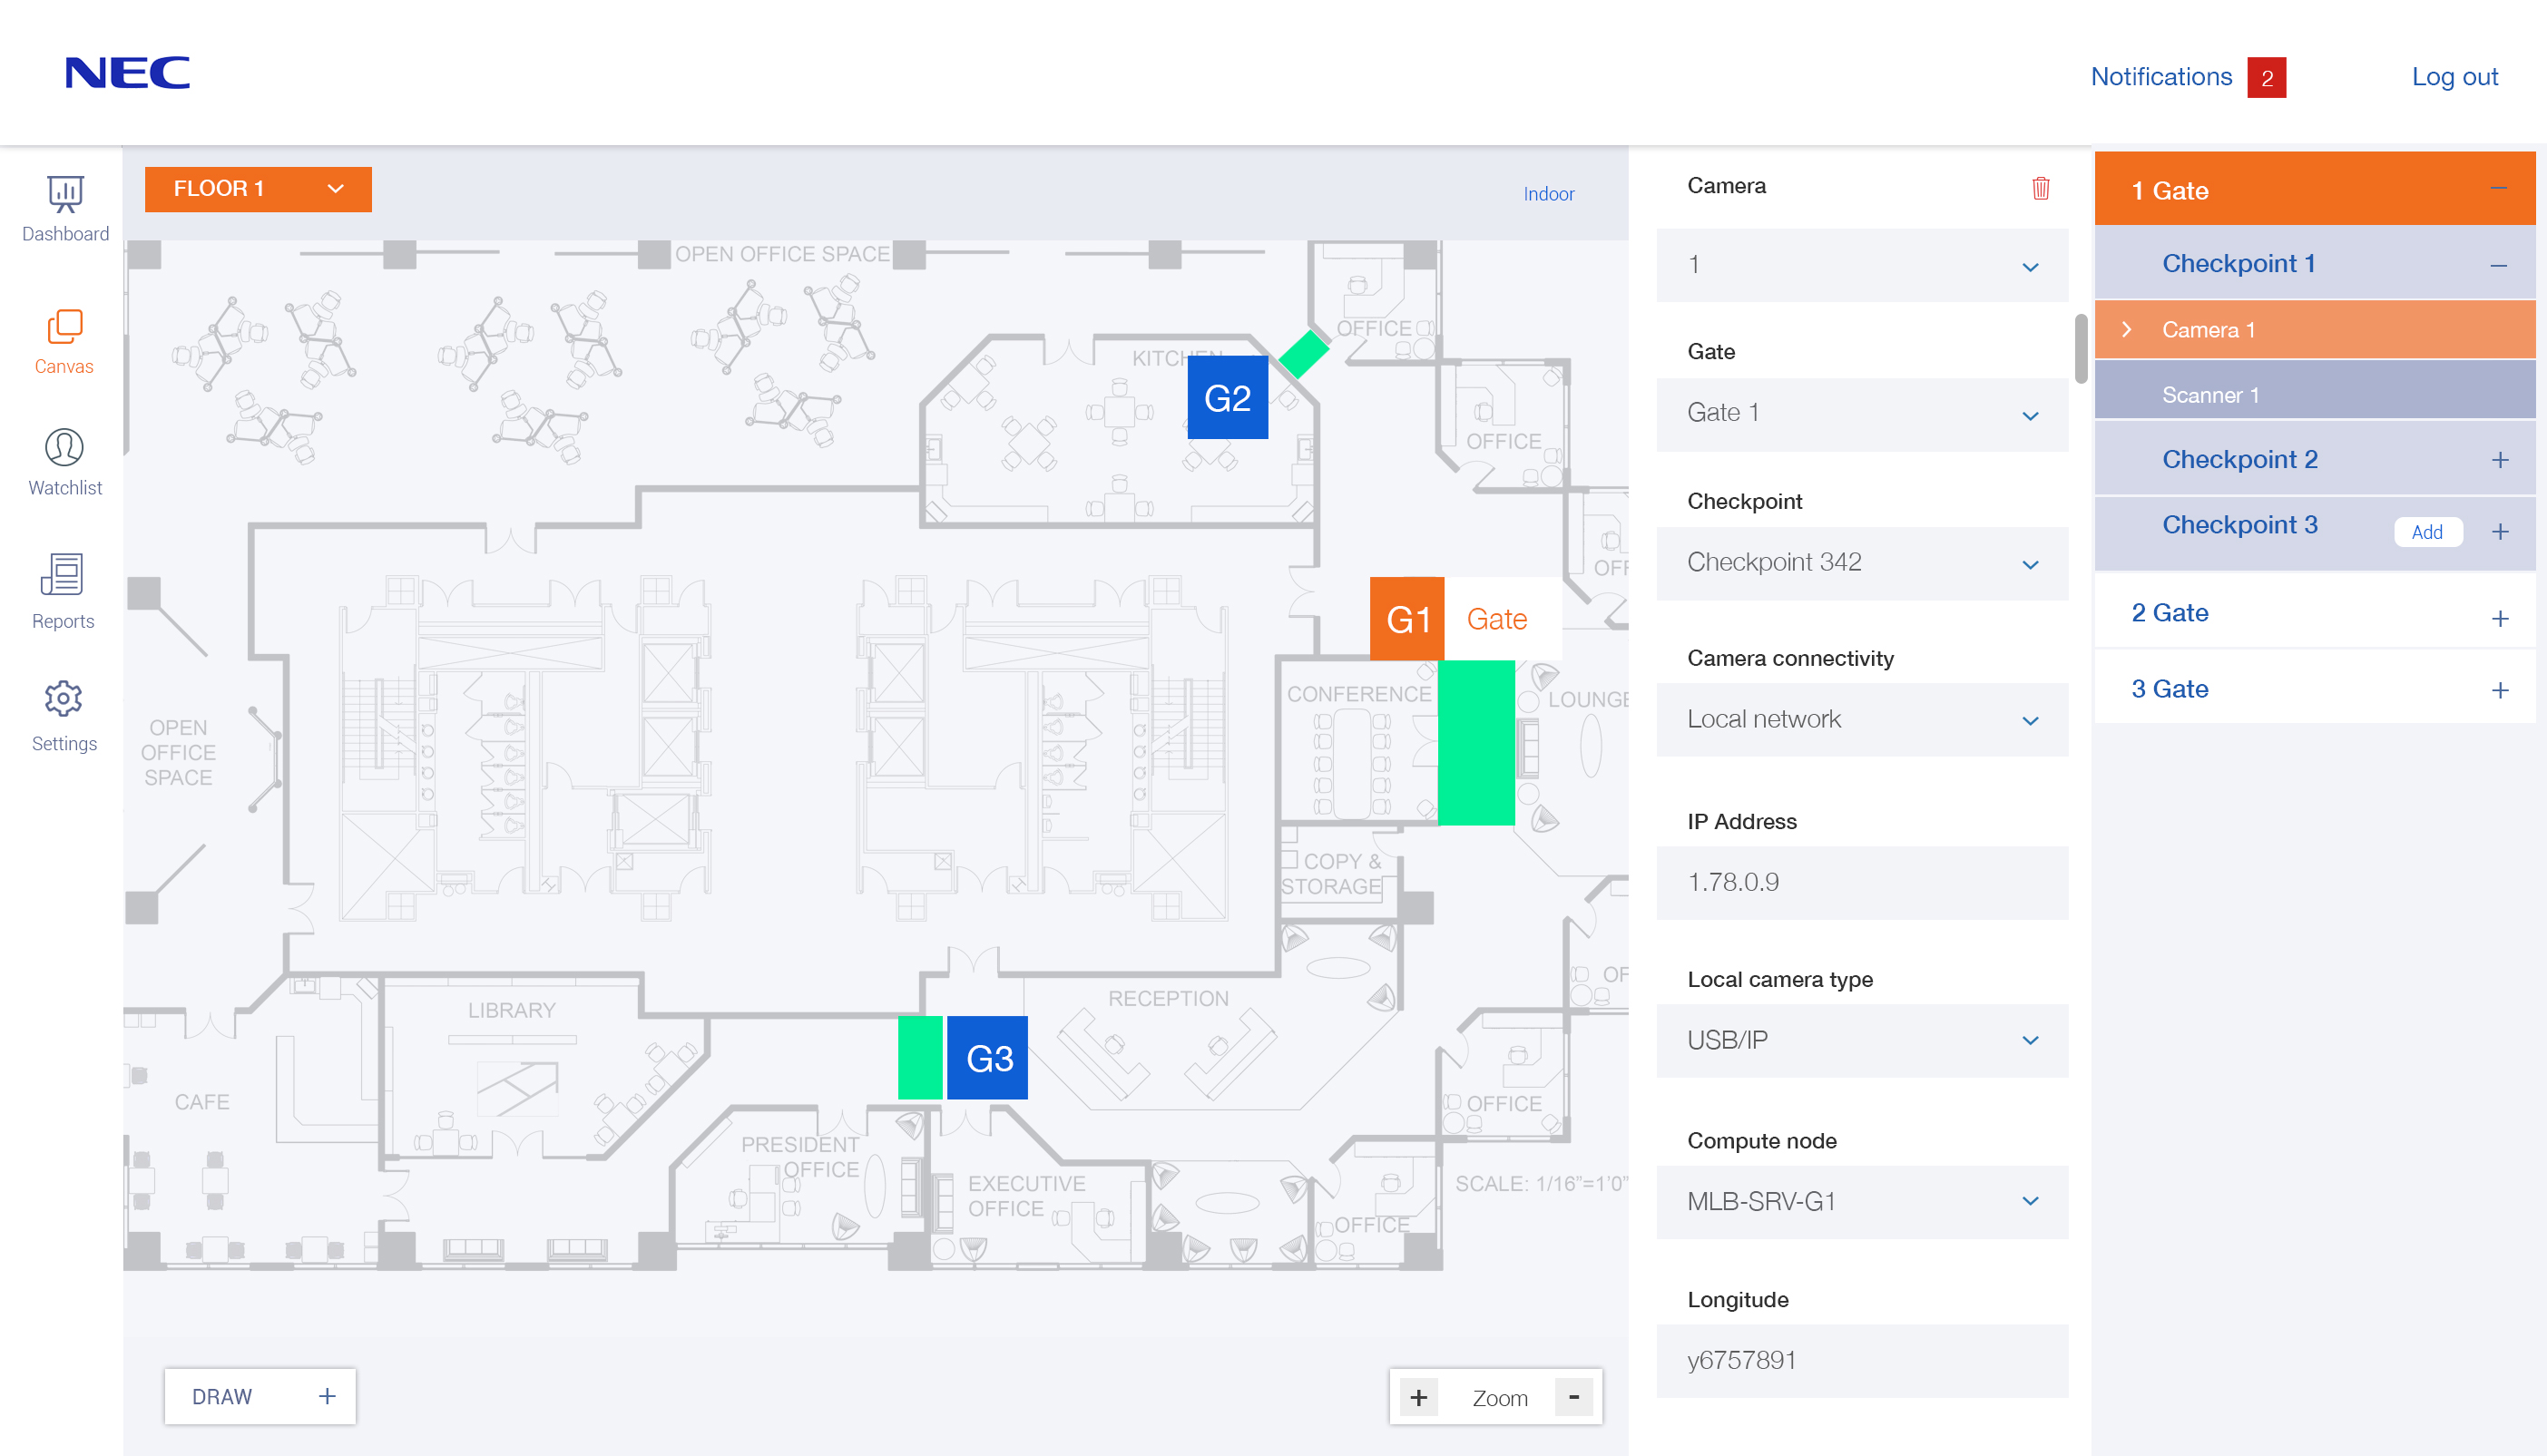 NEC
Notifications 2
Log out
Dashboard
Canvas
Watchlist
Reports
Settings
FLOOR 1
Indoor
OPEN OFFICE SPACE
OFFICE
KITCHEN
G2
OFFICE
OFF
G1 Gate
CONFERENCE
LOUNGE
OPEN
OFFICE
SPACE
COPY &
STORAGE
OF
LIBRARY
RECEPTION
G3
CAFE
OFFICE
PRESIDENT
OFFICE
EXECUTIVE
OFFICE
SCALE: 1/16”=1’0”
OFFICE
DRAW +
+ Zoom -
Camera
1
Gate
Gate 1
Checkpoint
Checkpoint 342
Camera connectivity
Local network
IP Address
1.78.0.9
Local camera type
USB/IP
Compute node
MLB-SRV-G1
Longitude
y6757891
1 Gate
Checkpoint 1
Camera 1
Scanner 1
Checkpoint 2
Checkpoint 3 Add
2 Gate
3 Gate